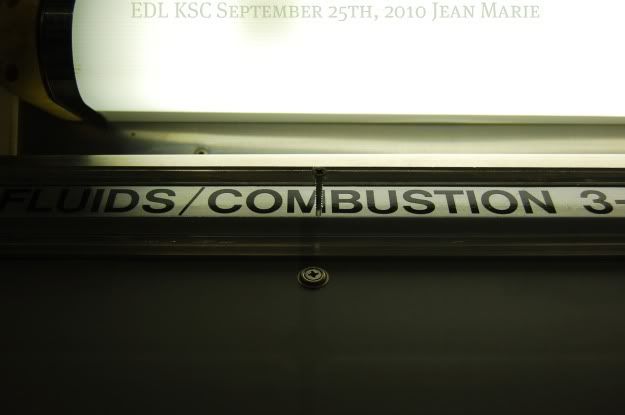 EDL KSC September 25th, 2010 Jean Marie
FLUIDS/COMBUSTION 3-